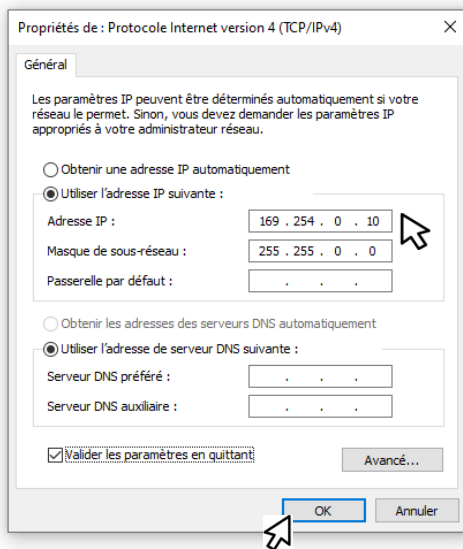 Propriétés de : Protocole Internet version 4 (TCP/IPv4)
Général
Les paramètres IP peuvent être déterminés automatiquement si votre
réseau le permet. Sinon, vous devez demander les paramètres IP
appropriés à votre administrateur réseau.
Obtenir une adresse IP automatiquement
Utiliser l'adresse IP suivante :
Adresse IP : 169 . 254 . 0 . 10
Masque de sous-réseau : 255 . 255 . 0 . 0
Passerelle par défaut : . . .
Obtenir les adresses des serveurs DNS automatiquement
Utiliser l'adresse de serveur DNS suivante :
Serveur DNS préféré : . . .
Serveur DNS auxiliaire : . . .
Valider les paramètres en quittant
Avancé...
OK Annuler